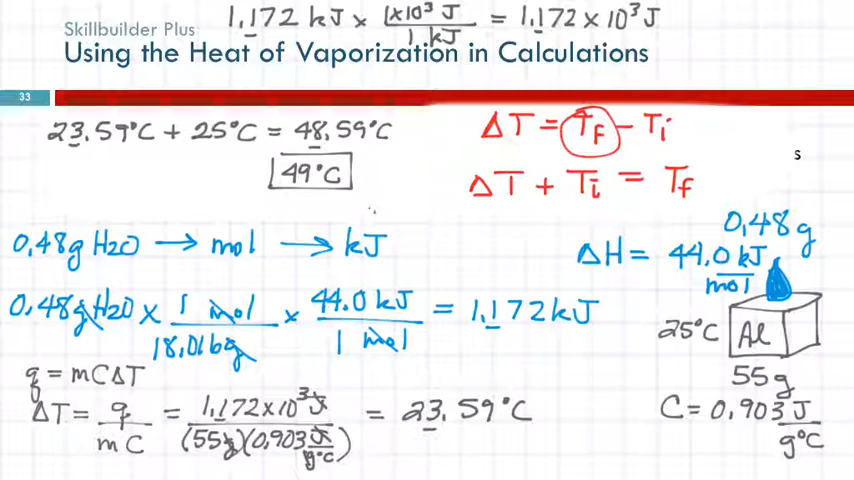 1.172 kJ × 1×10³ J / 1 kJ = 1.172 × 10³ J
Skillbuilder Plus
Using the Heat of Vaporization in Calculations
33
23.59°C + 25°C = 48.59°C
49°C
ΔT = TF - Ti
ΔT + Ti = TF
s
0.48g H2O → mol → kJ
0.48g H2O × 1 mol / 18.016g × 44.0 kJ / 1 mol = 1.172 kJ
0.48g
ΔH = 44.0 kJ / mol
25°C
Al
55g
C = 0.903 J / g°C
q = mCΔT
ΔT = q / mC = 1.172×10³ J / (55g)(0.903 J / g°C) = 23.59°C